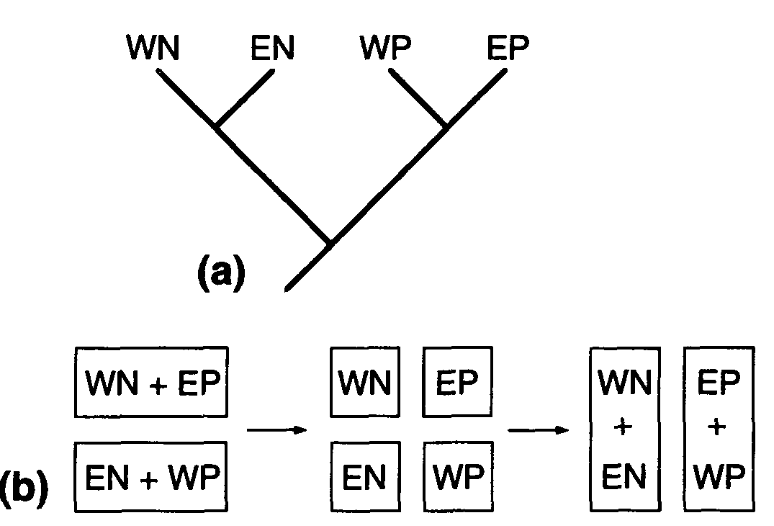 WN EN WP EP
(a)
WN + EP WN EP WN EP
+ +
EN + WP EN WP EN WP
(b)